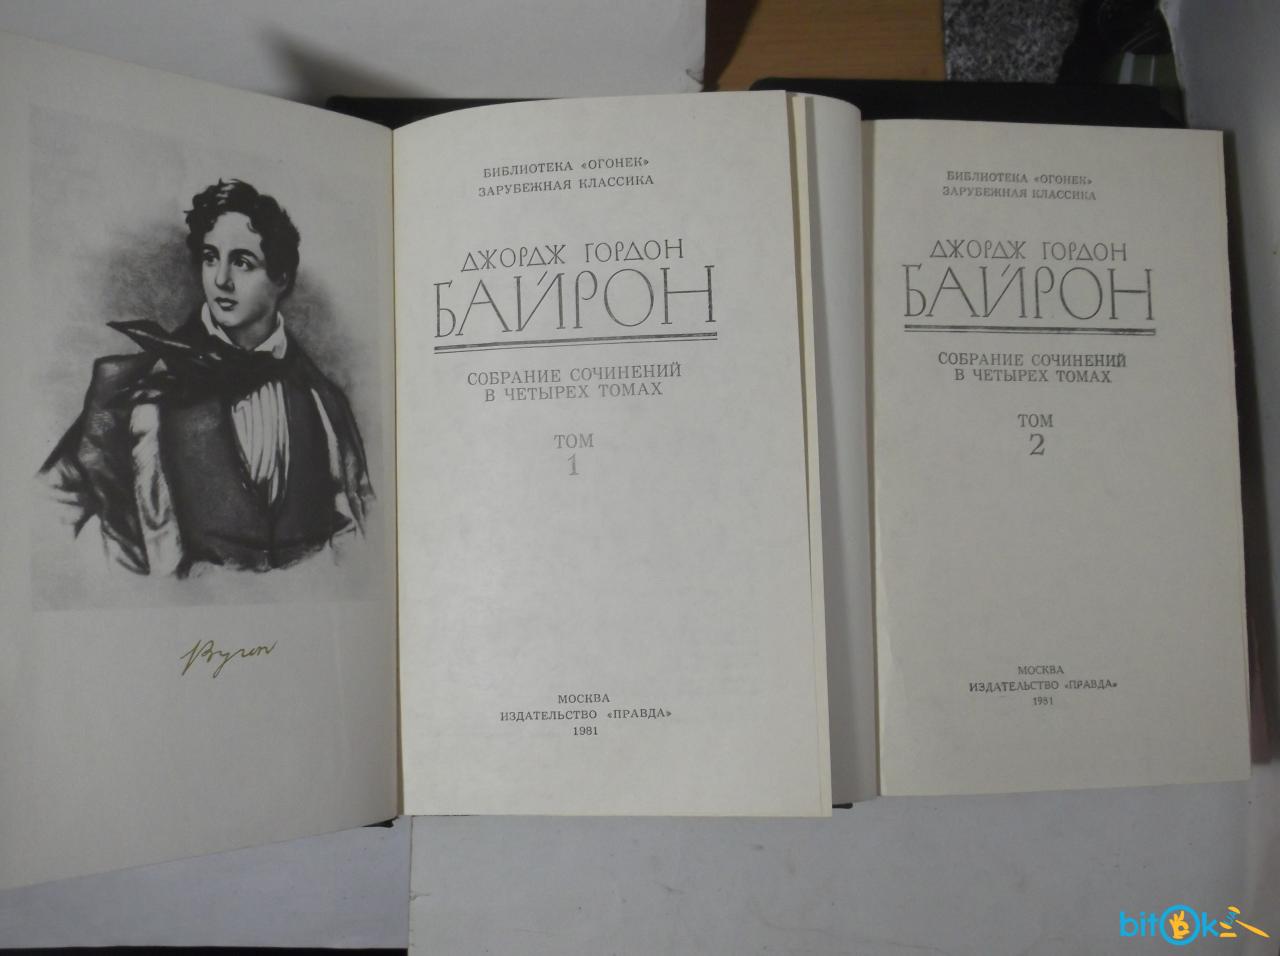 Byron
БИБЛИОТЕКА «ОГОНЕК»
ЗАРУБЕЖНАЯ КЛАССИКА
ДЖОРДЖ ГОРДОН
БАЙРОН
СОБРАНИЕ СОЧИНЕНИЙ
В ЧЕТЫРЕХ ТОМАХ
ТОМ
1
МОСКВА
ИЗДАТЕЛЬСТВО «ПРАВДА»
1981
БИБЛИОТЕКА «ОГОНЕК»
ЗАРУБЕЖНАЯ КЛАССИКА
ДЖОРДЖ ГОРДОН
БАЙРОН
СОБРАНИЕ СОЧИНЕНИЙ
В ЧЕТЫРЕХ ТОМАХ
ТОМ
2
МОСКВА
ИЗДАТЕЛЬСТВО «ПРАВДА»
1981
bitok